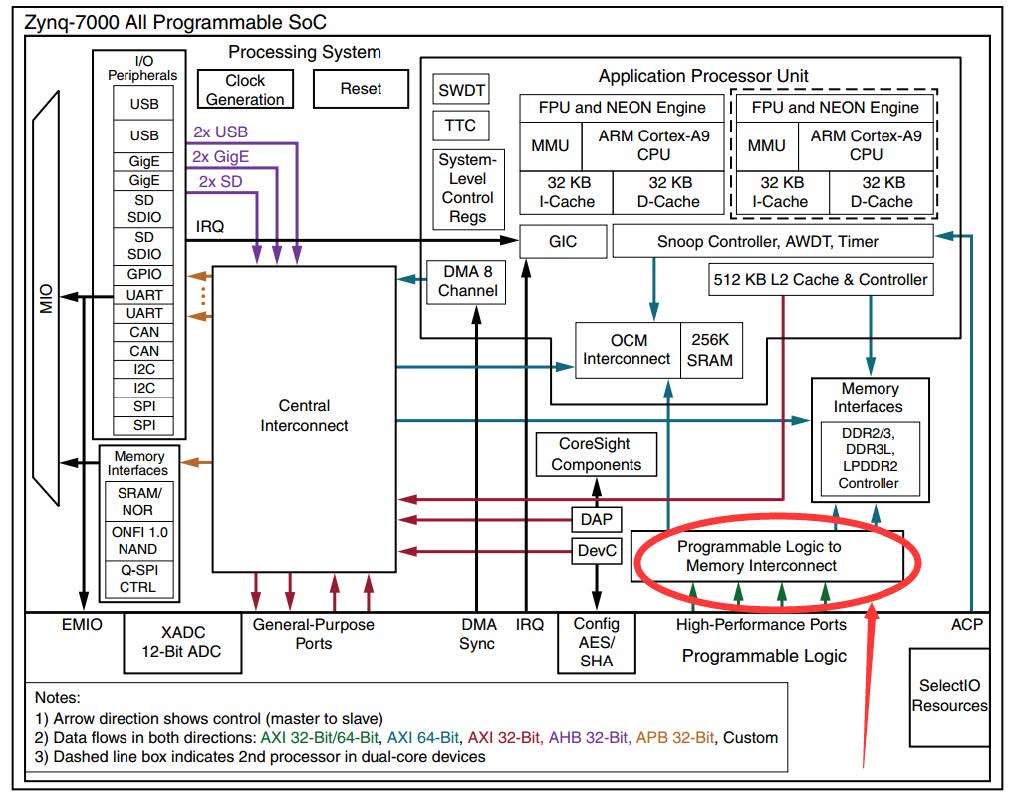 Zynq-7000 All Programmable SoC
Processing System
I/O
Peripherals
USB
USB
GigE
GigE
SD
SDIO
SD
SDIO
GPIO
UART
UART
CAN
CAN
I2C
I2C
SPI
SPI
MIO
Clock
Generation
Reset
2x USB
2x GigE
2x SD
IRQ
Application Processor Unit
SWDT
TTC
System-
Level
Control
Regs
FPU and NEON Engine
MMU
ARM Cortex-A9
CPU
32 KB
I-Cache
32 KB
D-Cache
FPU and NEON Engine
MMU
ARM Cortex-A9
CPU
32 KB
I-Cache
32 KB
D-Cache
GIC
Snoop Controller, AWDT, Timer
DMA 8
Channel
512 KB L2 Cache & Controller
OCM
Interconnect
256K
SRAM
Central
Interconnect
Memory
Interfaces
DDR2/3,
DDR3L,
LPDDR2
Controller
CoreSight
Components
DAP
DevC
Programmable Logic to
Memory Interconnect
Memory
Interfaces
SRAM/
NOR
ONFI 1.0
NAND
Q-SPI
CTRL
EMIO
XADC
12-Bit ADC
General-Purpose
Ports
DMA
Sync
IRQ
Config
AES/
SHA
High-Performance Ports
ACP
Programmable Logic
SelectIO
Resources
Notes:
1) Arrow direction shows control (master to slave)
2) Data flows in both directions: AXI 32-Bit/64-Bit, AXI 64-Bit, AXI 32-Bit, AHB 32-Bit, APB 32-Bit, Custom
3) Dashed line box indicates 2nd processor in dual-core devices